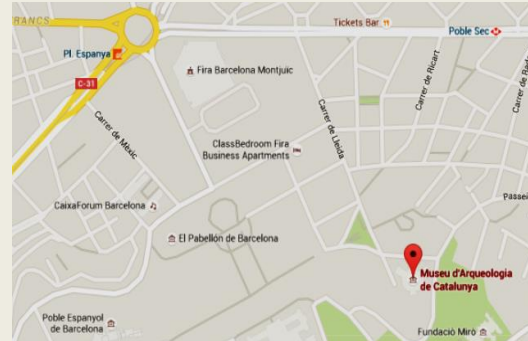 RANCS
Tickets Bar
Poble Sec
Pl. Espanya
Fira Barcelona Montjuic
C-31
Carrer de Ricart
Carrer de Mèxic
Carrer de Lleida
ClassBedroom Fira
Business Apartments
CaixaForum Barcelona
Passei
El Pabellón de Barcelona
Museu d'Arqueologia
de Catalunya
Poble Espanyol
de Barcelona
Fundació Miró